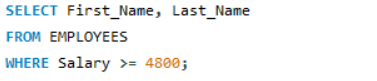 SELECT First_Name, Last_Name
FROM EMPLOYEES
WHERE Salary >= 4800;